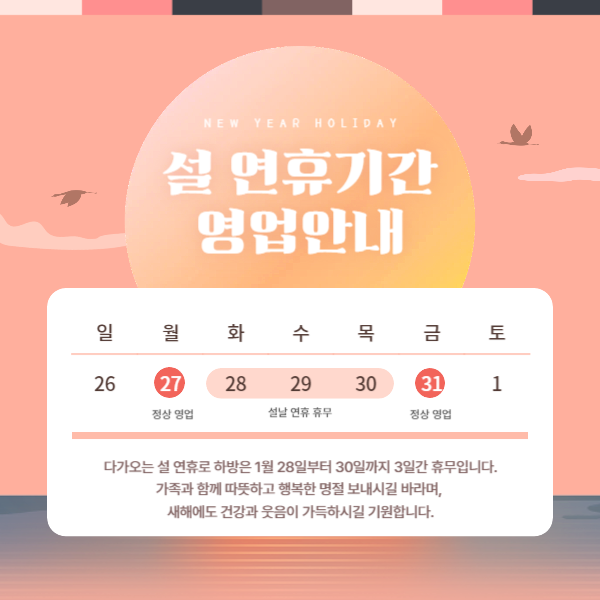 NEW YEAR HOLIDAY
설 연휴기간
영업안내
일 월 화 수 목 금 토
26 27 28 29 30 31 1
정상 영업 설날 연휴 휴무 정상 영업
다가오는 설 연휴로 하방은 1월 28일부터 30일까지 3일간 휴무입니다.
가족과 함께 따뜻하고 행복한 명절 보내시길 바라며,
새해에도 건강과 웃음이 가득하시길 기원합니다.